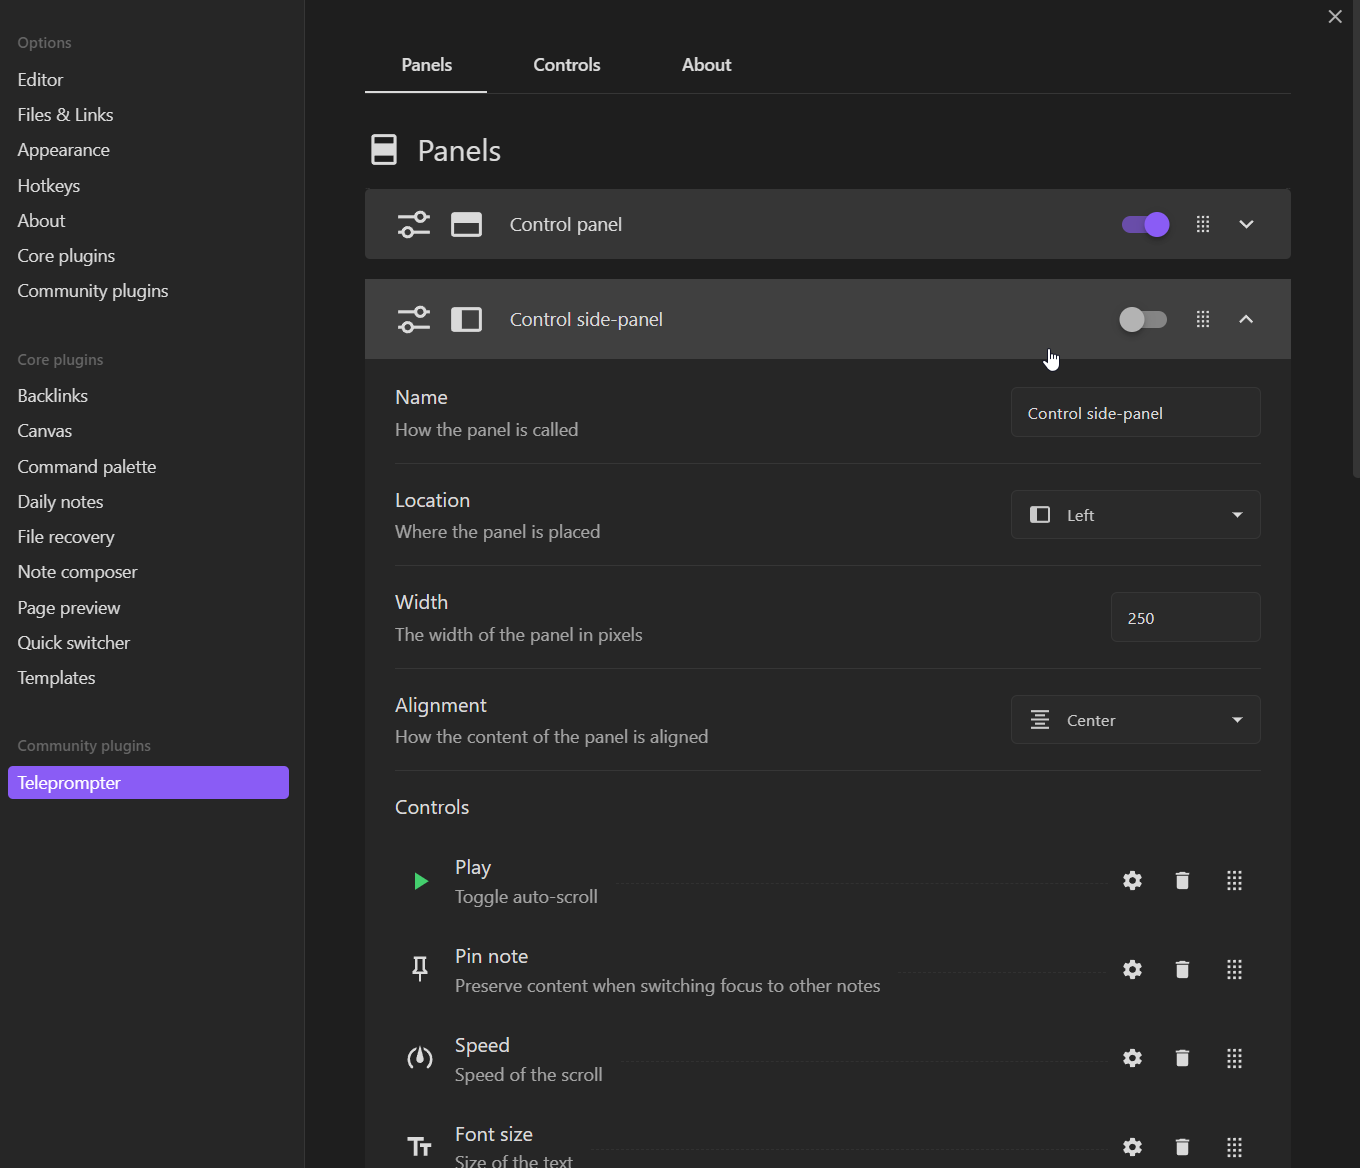 Options
Editor
Files & Links
Appearance
Hotkeys
About
Core plugins
Community plugins
Core plugins
Backlinks
Canvas
Command palette
Daily notes
File recovery
Note composer
Page preview
Quick switcher
Templates
Community plugins
Teleprompter
Panels Controls About
Panels
Control panel
Control side-panel
Name
How the panel is called
Control side-panel
Location
Where the panel is placed
Left
Width
The width of the panel in pixels
250
Alignment
How the content of the panel is aligned
Center
Controls
Play
Toggle auto-scroll
Pin note
Preserve content when switching focus to other notes
Speed
Speed of the scroll
Font size
Size of the text